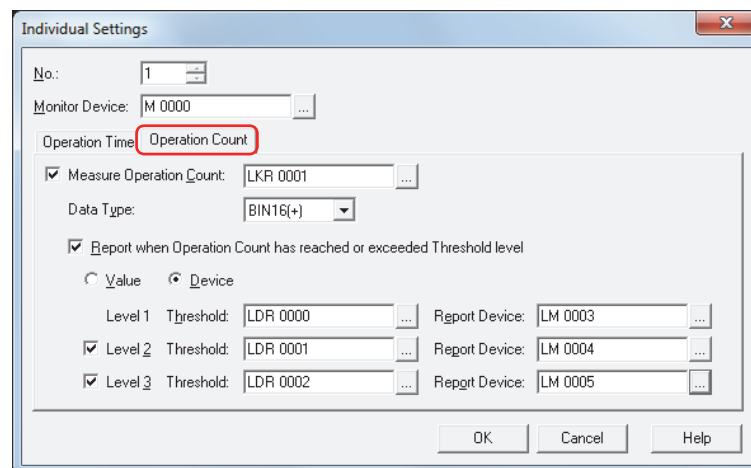 Individual Settings
No.: 1
Monitor Device: M 0000 ...
Operation Time Operation Count
Measure Operation Count: LKR 0001 ...
Data Type: BIN16(+)
Report when Operation Count has reached or exceeded Threshold level
Value Device
Level 1 Threshold: LDR 0000 ... Report Device: LM 0003 ...
Level 2 Threshold: LDR 0001 ... Report Device: LM 0004 ...
Level 3 Threshold: LDR 0002 ... Report Device: LM 0005 ...
OK Cancel Help